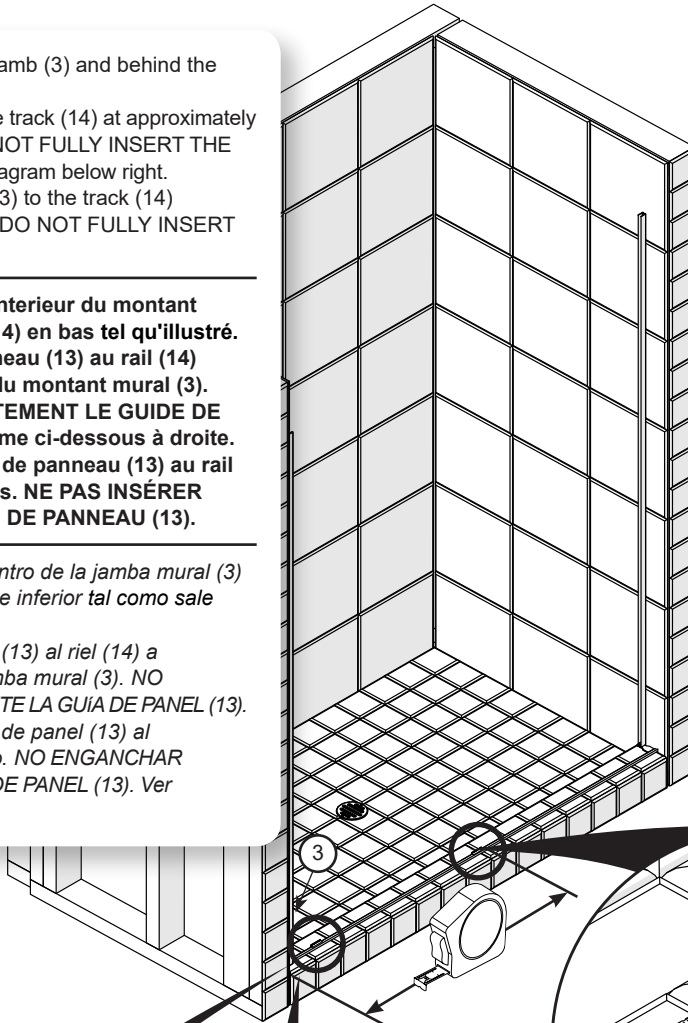 amb (3) and behind the
e track (14) at approximately
NOT FULLY INSERT THE
agram below right.
3) to the track (14)
DO NOT FULLY INSERT
nterieur du montant
4) en bas tel qu'illustré.
neau (13) au rail (14)
du montant mural (3).
TEMENT LE GUIDE DE
me ci-dessous à droite.
de panneau (13) au rail
s. NE PAS INSÉRER
DE PANNEAU (13).
ntro de la jamba mural (3)
e inferior tal como sale
(13) al riel (14) a
mba mural (3). NO
TE LA GUíA DE PANEL (13).
de panel (13) al
o. NO ENGANCHAR
DE PANEL (13). Ver
3